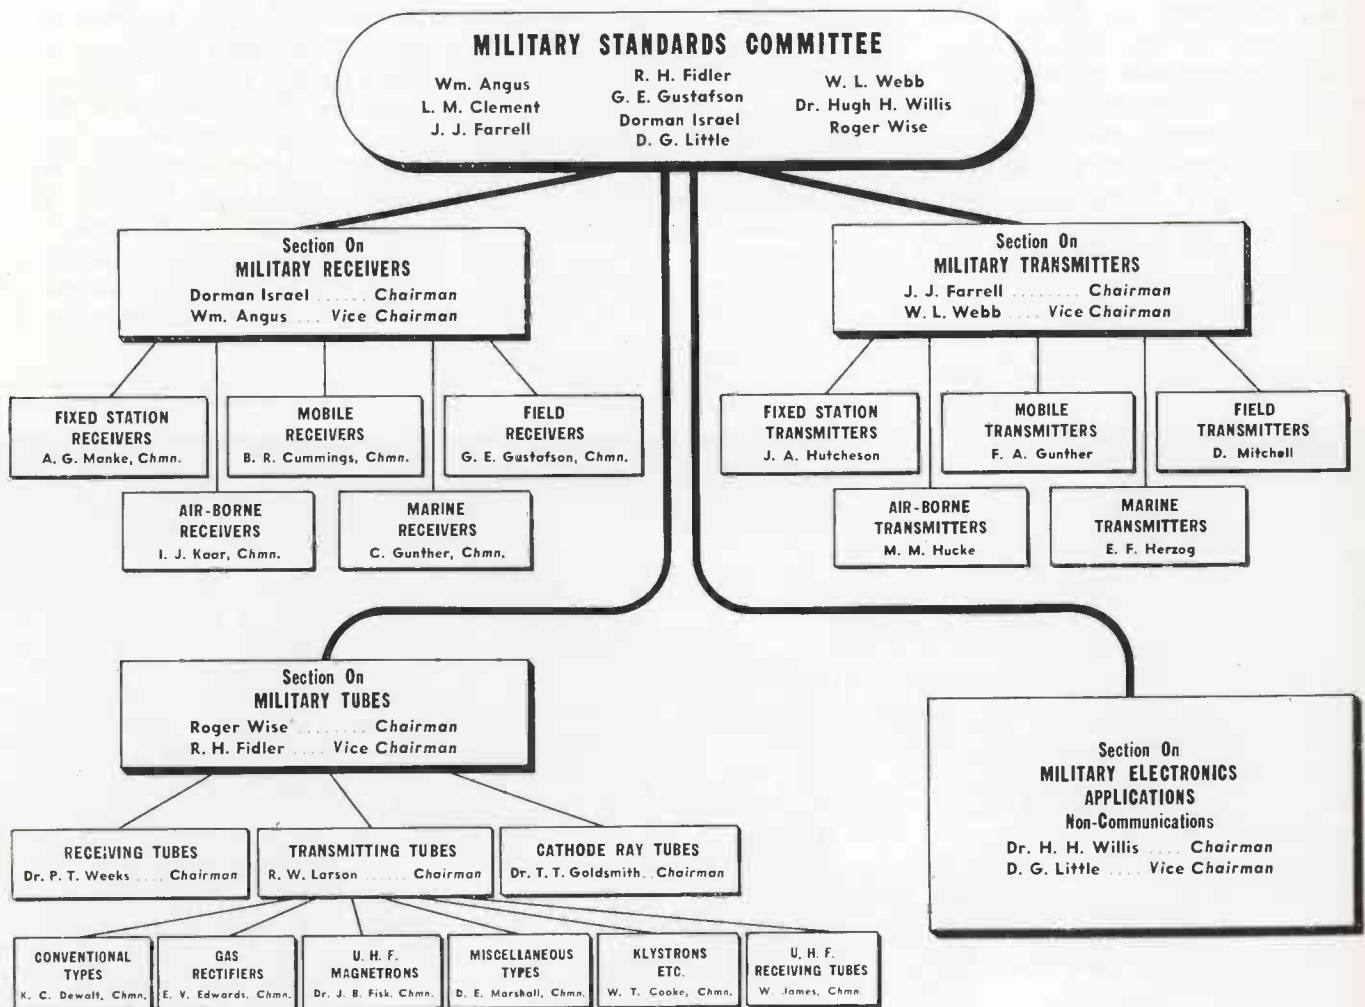 MILITARY STANDARDS COMMITTEE
Wm. Angus
L. M. Clement
J. J. Farrell
R. H. Fidler
G. E. Gustafson
Dorman Israel
D. G. Little
W. L. Webb
Dr. Hugh H. Willis
Roger Wise
Section On
MILITARY RECEIVERS
Dorman Israel ...... Chairman
Wm. Angus ... Vice Chairman
Section On
MILITARY TRANSMITTERS
J. J. Farrell ........ Chairman
W. L. Webb .... Vice Chairman
FIXED STATION
RECEIVERS
A. G. Manke, Chmn.
MOBILE
RECEIVERS
B. R. Cummings, Chmn.
FIELD
RECEIVERS
G. E. Gustafson, Chmn.
AIR-BORNE
RECEIVERS
I. J. Kaar, Chmn.
MARINE
RECEIVERS
C. Gunther, Chmn.
FIXED STATION
TRANSMITTERS
J. A. Hutcheson
MOBILE
TRANSMITTERS
F. A. Gunther
FIELD
TRANSMITTERS
D. Mitchell
AIR-BORNE
TRANSMITTERS
M. M. Hucke
MARINE
TRANSMITTERS
E. F. Herzog
Section On
MILITARY TUBES
Roger Wise ........ Chairman
R. H. Fidler .... Vice Chairman
Section On
MILITARY ELECTRONICS
APPLICATIONS
Non-Communications
Dr. H. H. Willis .... Chairman
D. G. Little .... Vice Chairman
RECEIVING TUBES
Dr. P. T. Weeks .... Chairman
TRANSMITTING TUBES
R. W. Larson ...... Chairman
CATHODE RAY TUBES
Dr. T. T. Goldsmith .. Chairman
CONVENTIONAL
TYPES
K. C. Dewalt, Chmn.
GAS
RECTIFIERS
E. V. Edwards, Chmn.
U. H. F.
MAGNETRONS
Dr. J. B. Fisk, Chmn.
MISCELLANEOUS
TYPES
D. E. Marshall, Chmn.
KLYSTRONS
ETC.
W. T. Cooke, Chmn.
U. H. F.
RECEIVING TUBES
W. James, Chmn.